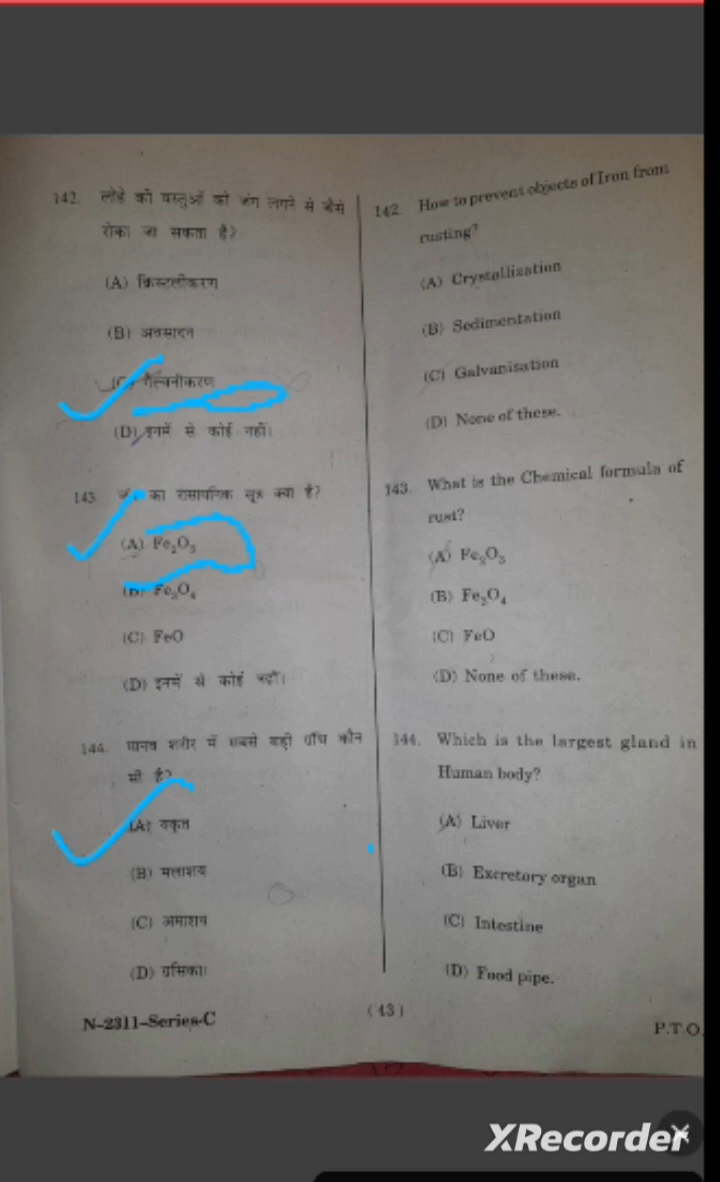 142. लोहे की वस्तुओं को जंग लगने से कैसे
रोका जा सकता है?
(A) क्रिस्टलीकरण
(B) अवसादन
(C) गैल्वनीकरण
(D) इनमें से कोई नहीं।
143. का रासायनिक सूत्र क्या है?
(A) Fe₂O₃
(B) Fe₃O₄
(C) FeO
(D) इनमें से कोई नहीं।
144. मानव शरीर में सबसे बड़ी ग्रंथि कौन
सी है?
(A) यकृत
(B) मलाशय
(C) अमाशय
(D) ग्रसिका।
N-2311-Series-C
142. How to prevent objects of Iron from
rusting?
(A) Crystallization
(B) Sedimentation
(C) Galvanisation
(D) None of these.
143. What is the Chemical formula of
rust?
(A) Fe₂O₃
(B) Fe₃O₄
(C) FeO
(D) None of these.
144. Which is the largest gland in
Human body?
(A) Liver
(B) Excretory organ
(C) Intestine
(D) Food pipe.
(43)
P.T.O.
XRecorder